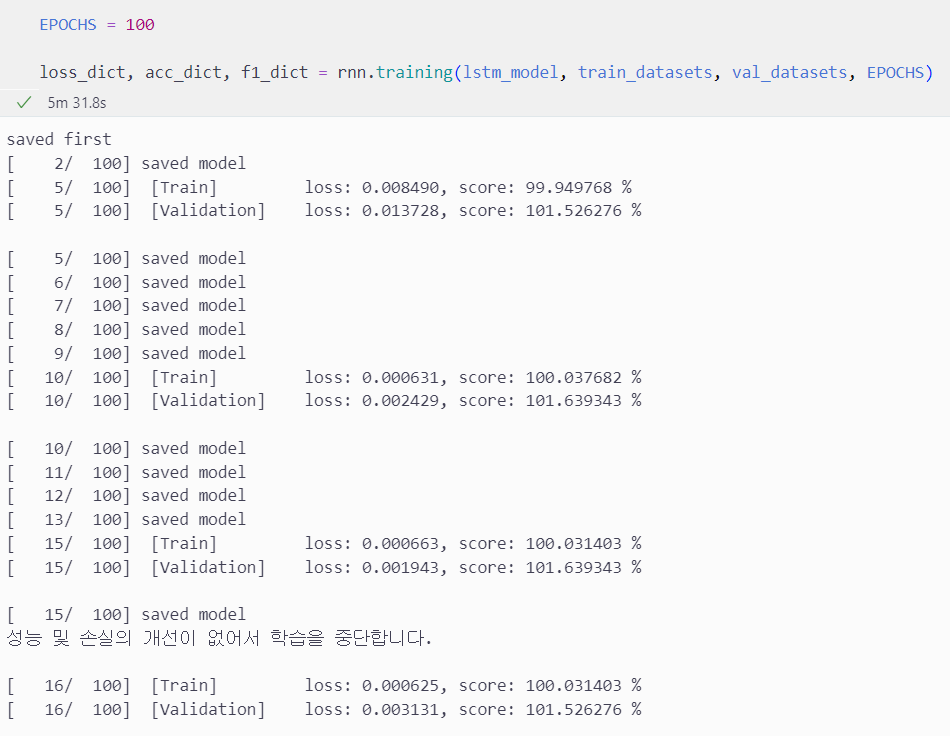 EPOCHS = 100
loss_dict, acc_dict, f1_dict = rnn.training(lstm_model, train_datasets, val_datasets, EPOCHS)
✓ 5m 31.8s
saved first
[    2/  100] saved model
[    5/  100]  [Train]         loss: 0.008490, score: 99.949768 %
[    5/  100]  [Validation]    loss: 0.013728, score: 101.526276 %
[    5/  100] saved model
[    6/  100] saved model
[    7/  100] saved model
[    8/  100] saved model
[    9/  100] saved model
[   10/  100]  [Train]         loss: 0.000631, score: 100.037682 %
[   10/  100]  [Validation]    loss: 0.002429, score: 101.639343 %
[   10/  100] saved model
[   11/  100] saved model
[   12/  100] saved model
[   13/  100] saved model
[   15/  100]  [Train]         loss: 0.000663, score: 100.031403 %
[   15/  100]  [Validation]    loss: 0.001943, score: 101.639343 %
[   15/  100] saved model
성능 및 손실의 개선이 없어서 학습을 중단합니다.
[   16/  100]  [Train]         loss: 0.000625, score: 100.031403 %
[   16/  100]  [Validation]    loss: 0.003131, score: 101.526276 %